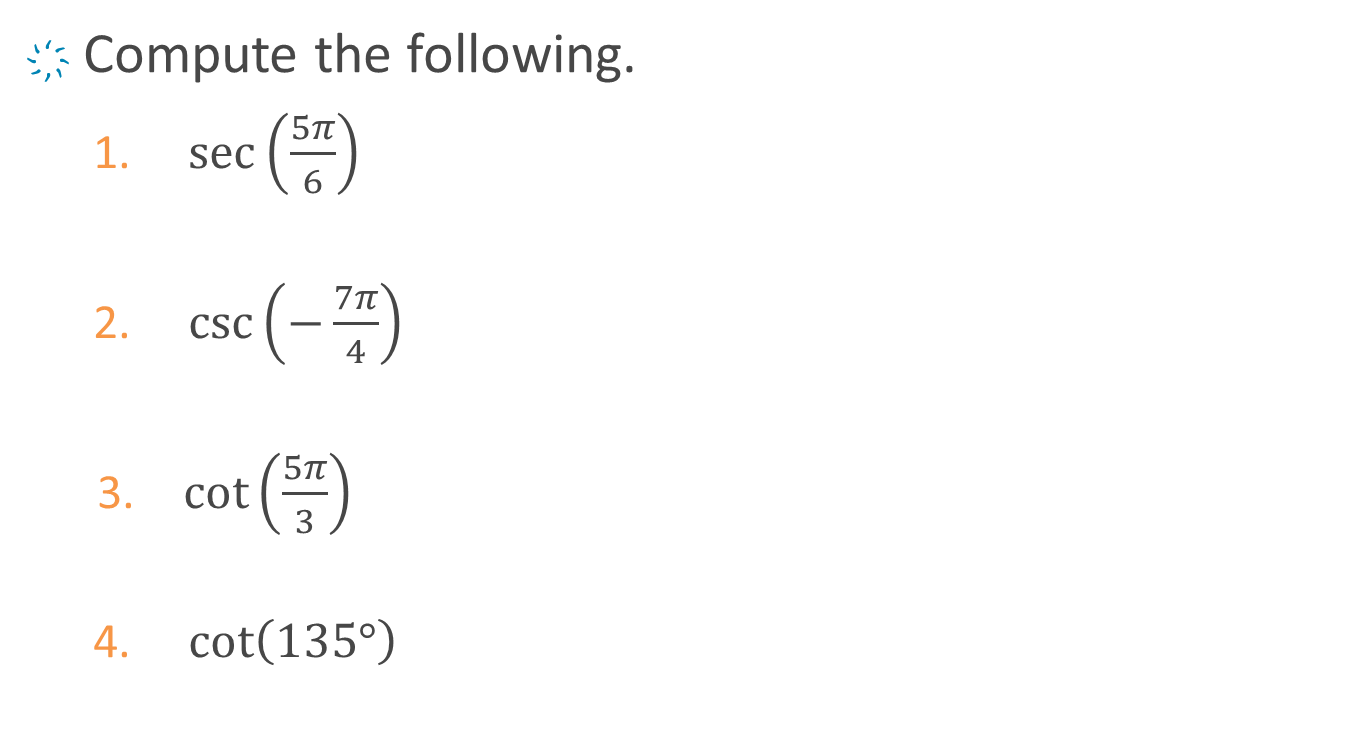 Compute the following.
1. sec(5π/6)
2. csc(−7π/4)
3. cot(5π/3)
4. cot(135°)